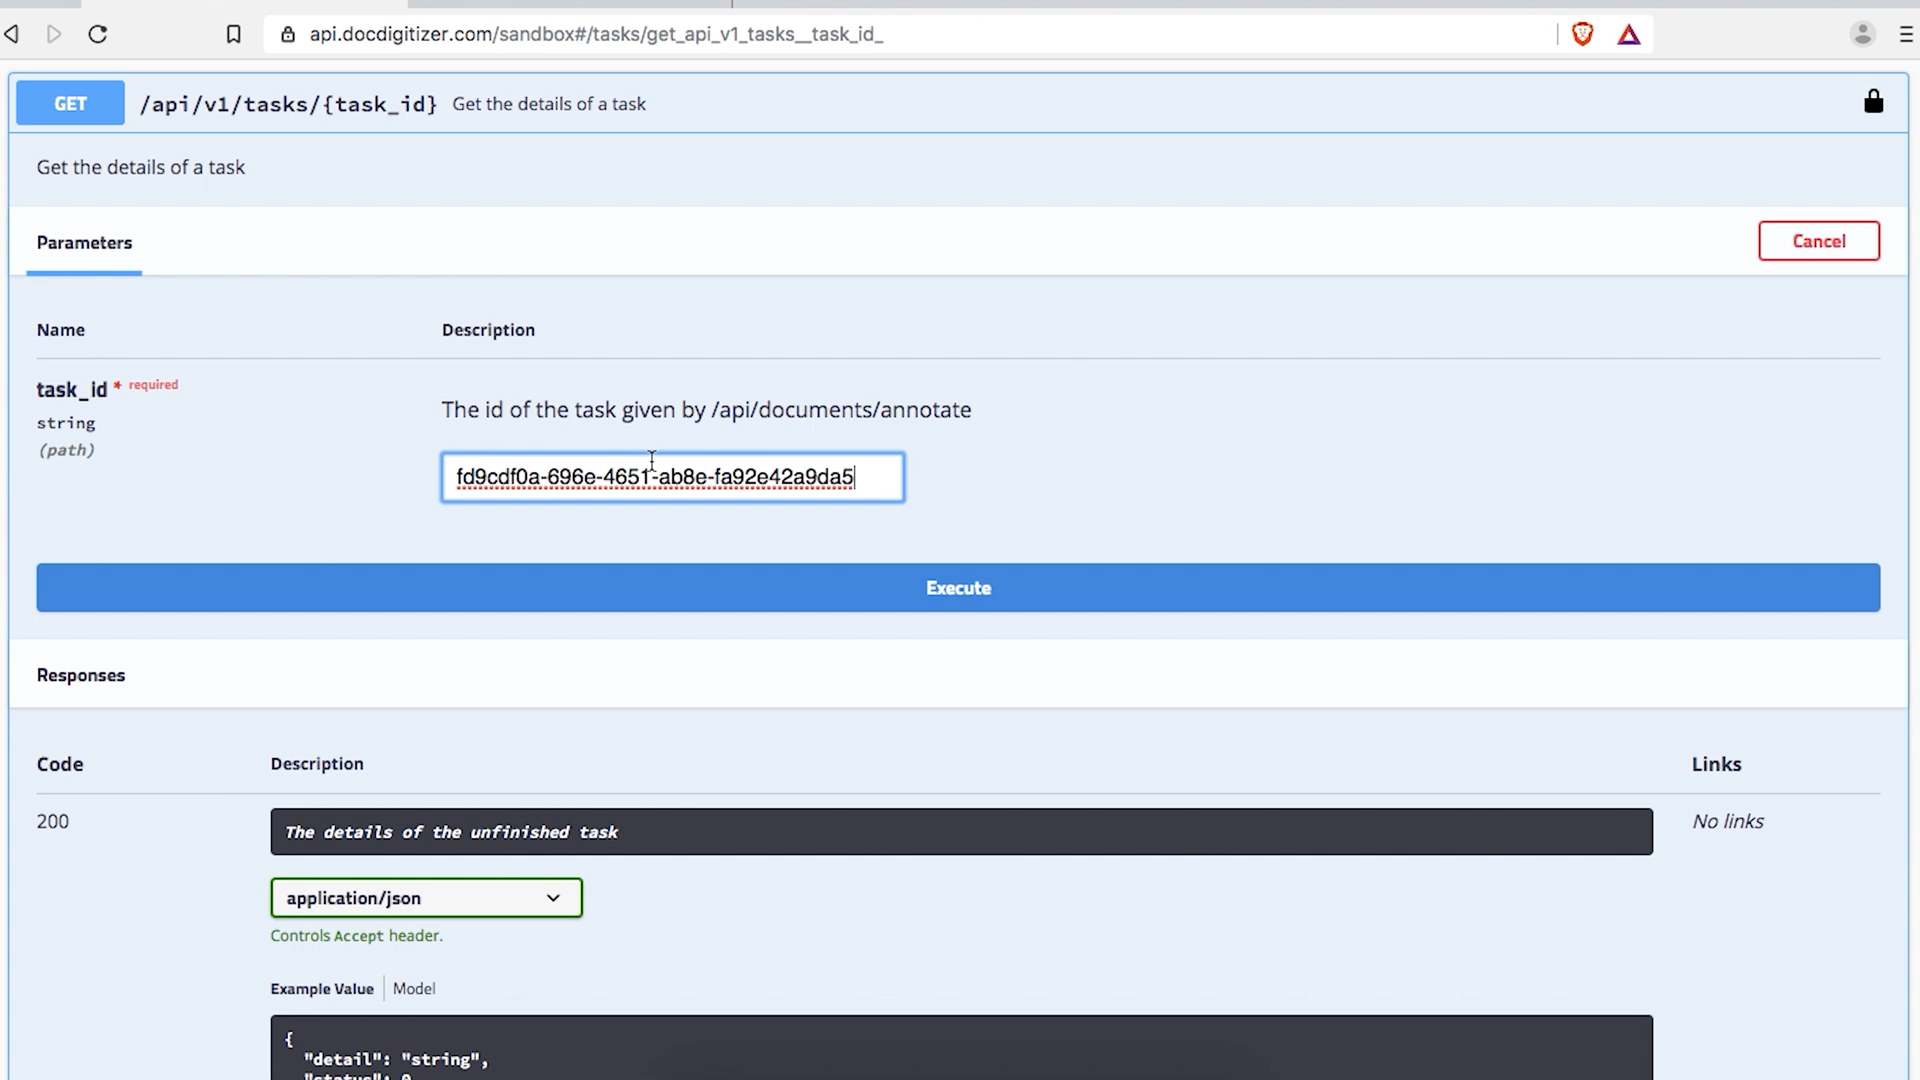 api.docdigitizer.com/sandbox#/tasks/get_api_v1_tasks__task_id_
GET /api/v1/tasks/{task_id} Get the details of a task
Get the details of a task
Parameters
Cancel
Name Description
task_id * required
string
(path)
The id of the task given by /api/documents/annotate
fd9cdf0a-696e-4651-ab8e-fa92e42a9da5
Execute
Responses
Code Description Links
200 The details of the unfinished task No links
application/json
Controls Accept header.
Example Value Model
{
"detail": "string",
"status": 0